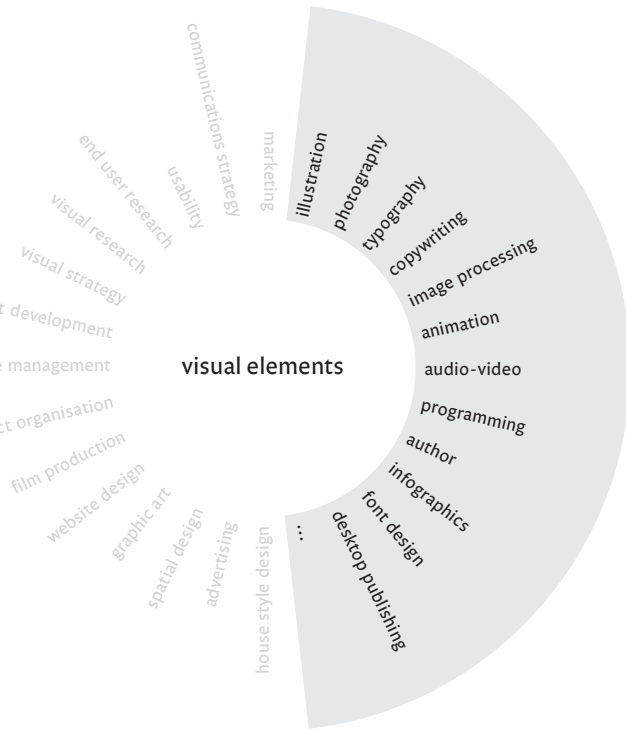 communications strategy
marketing
usability
end user research
visual research
visual strategy
t development
management
ct organisation
film production
website design
graphic art
spatial design
advertising
house style design
visual elements
illustration
photography
typography
copywriting
image processing
animation
audio-video
programming
author
infographics
font design
desktop publishing
...